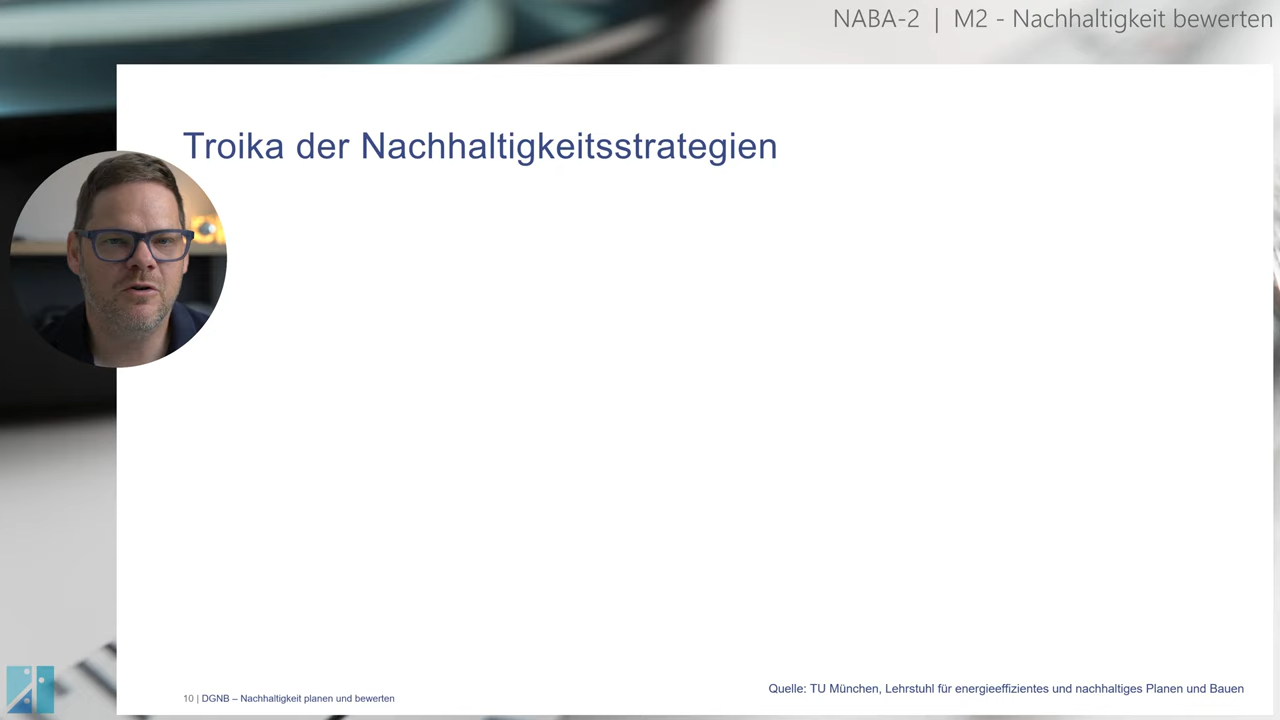 NABA-2 | M2 - Nachhaltigkeit bewerten
Troika der Nachhaltigkeitsstrategien
10 | DGNB – Nachhaltigkeit planen und bewerten
Quelle: TU München, Lehrstuhl für energieeffizientes und nachhaltiges Planen und Bauen